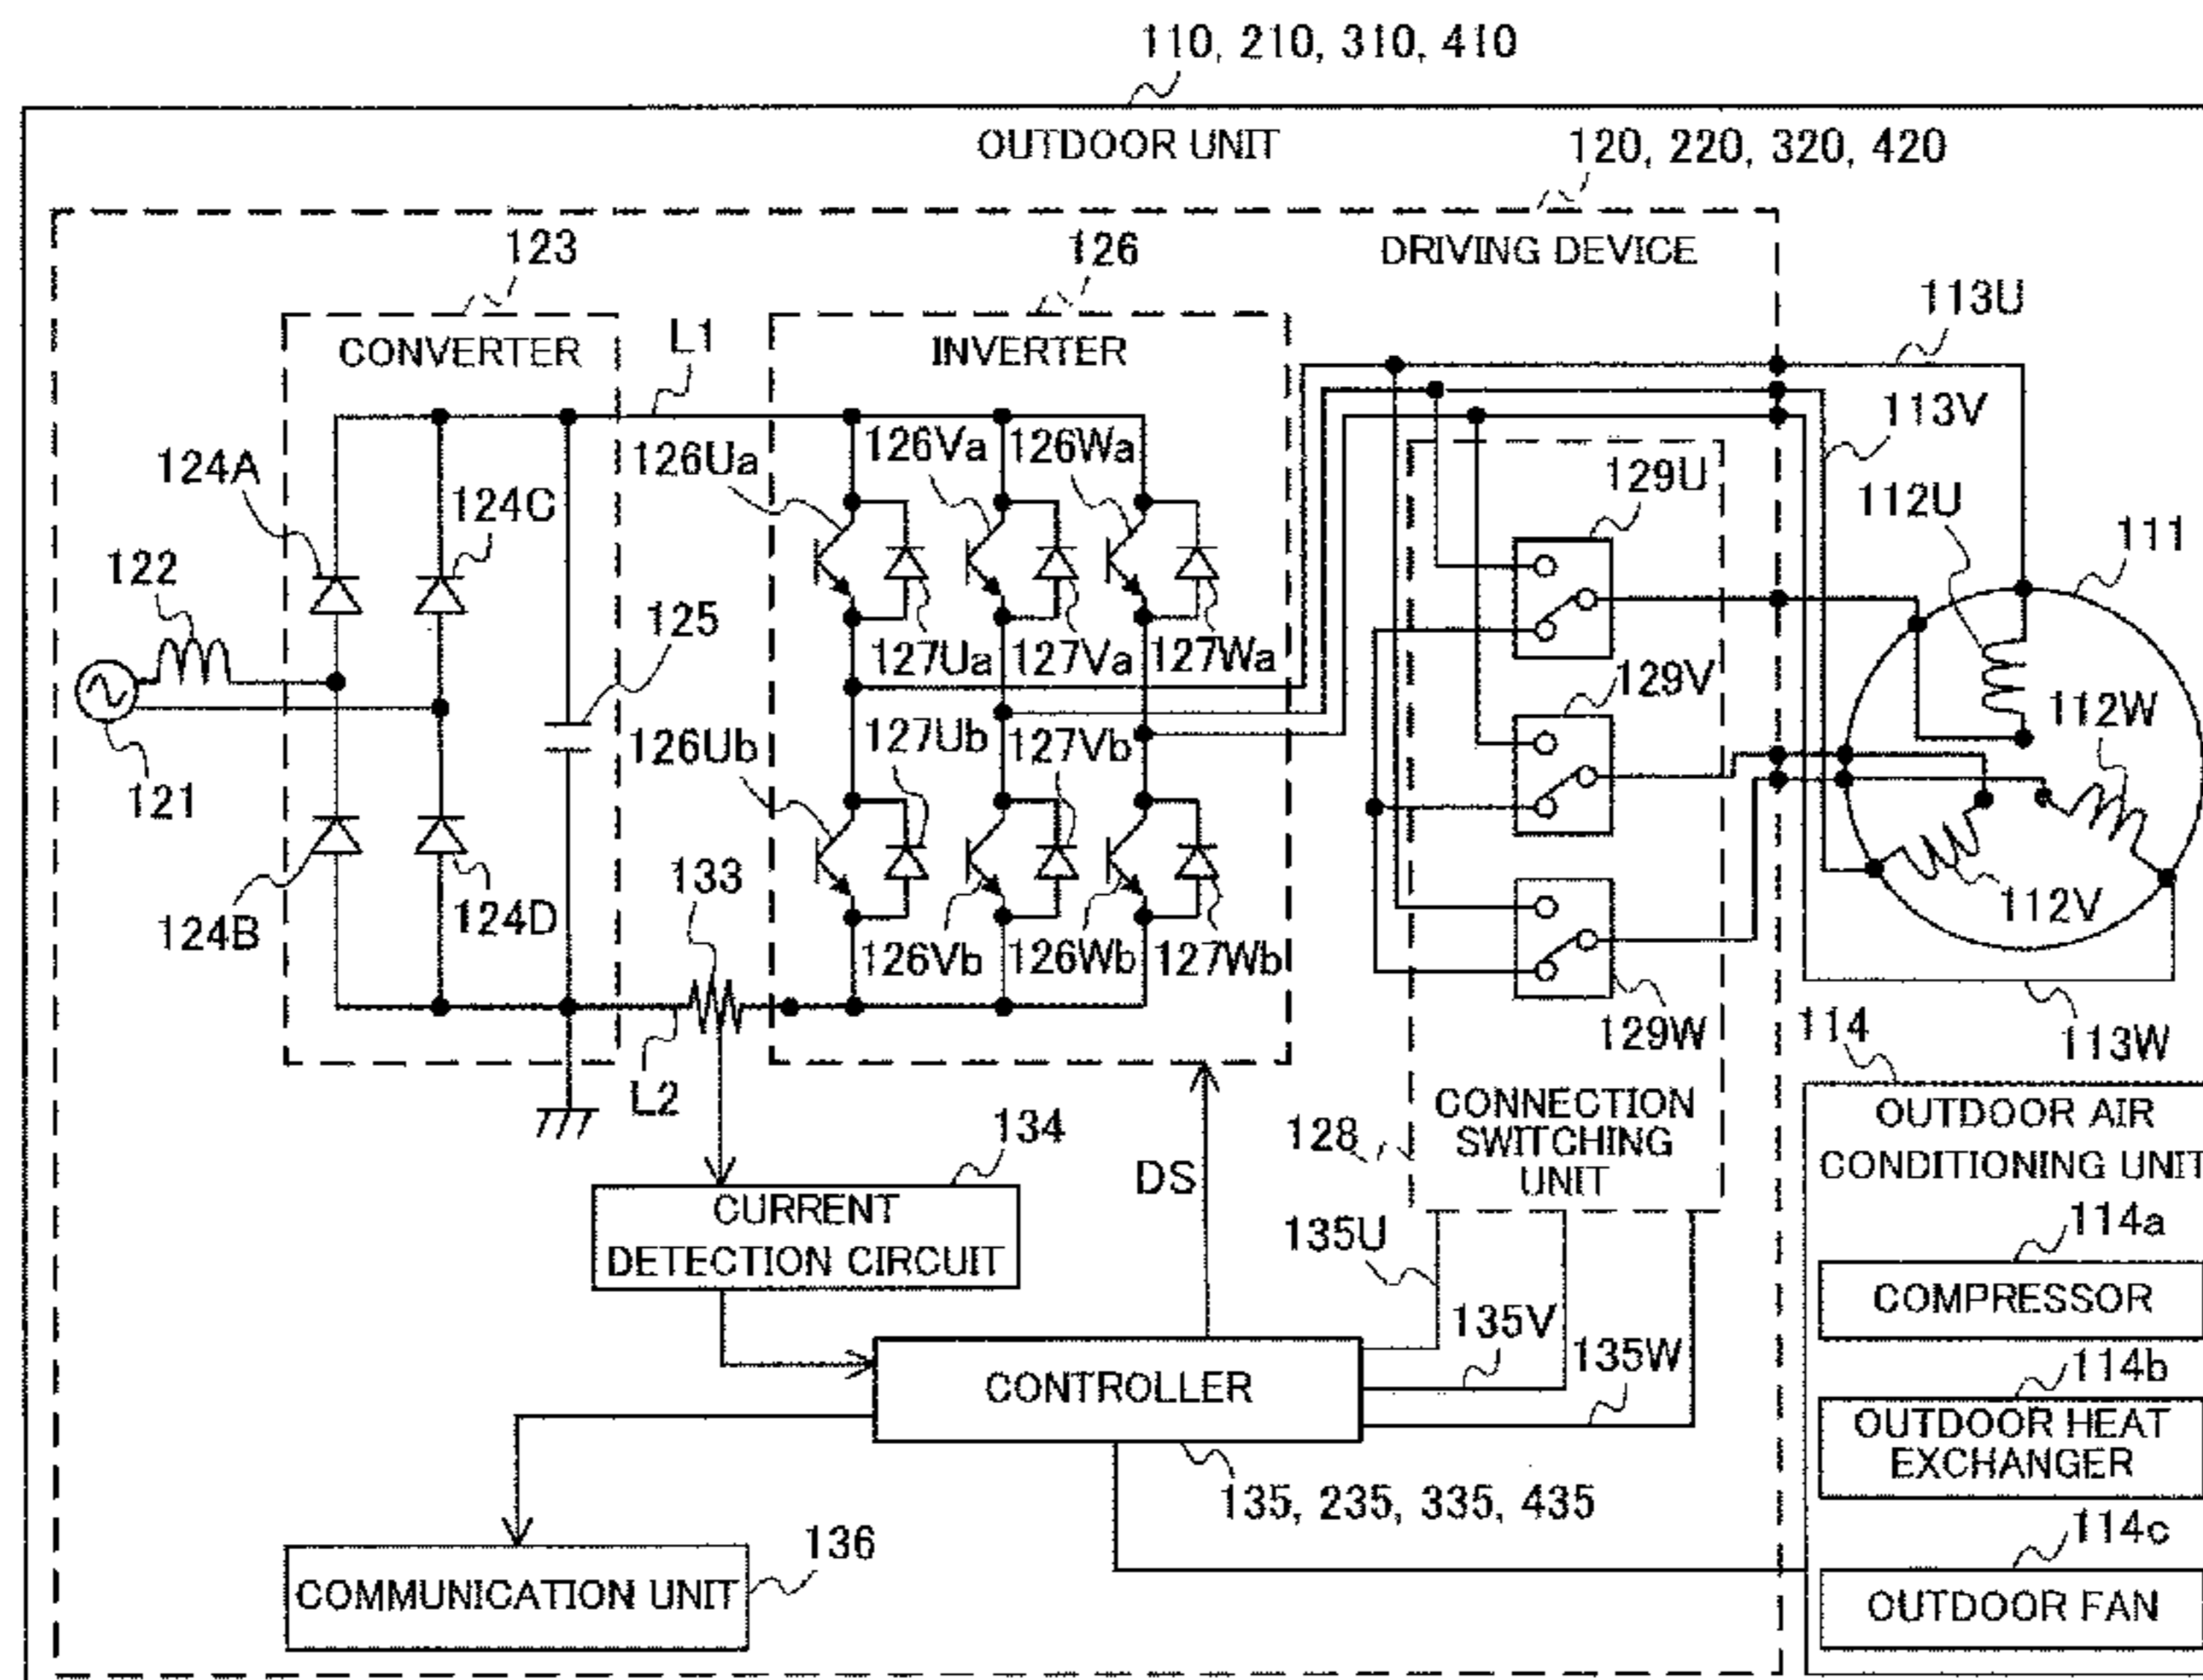 110, 210, 310, 410
OUTDOOR UNIT
120, 220, 320, 420
DRIVING DEVICE
123
126
113U
CONVERTER
L1
INVERTER
113V
124A
124C
126Ua
126Va
126Wa
129U
112U
111
122
125
127Ua
127Va
127Wa
129V
112W
121
126Ub
127Ub
127Vb
124B
124D
133
126Vb
126Wb
127Wb
112V
129W
114
113W
L2
134
DS
128
CONNECTION
SWITCHING
UNIT
OUTDOOR AIR
CONDITIONING UNIT
CURRENT
DETECTION CIRCUIT
135U
114a
COMPRESSOR
135V
135W
CONTROLLER
114b
OUTDOOR HEAT
EXCHANGER
135, 235, 335, 435
136
COMMUNICATION UNIT
114c
OUTDOOR FAN